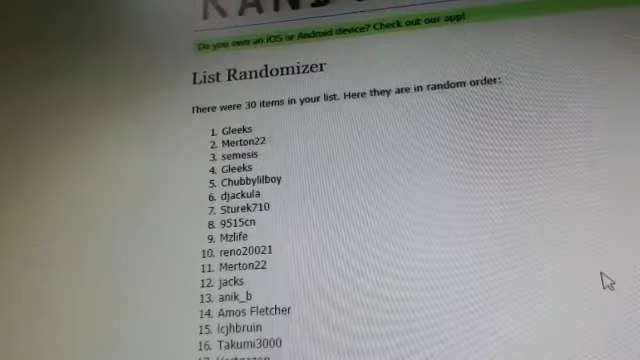 Do you own an iOS or Android device? Check out our app!
List Randomizer
There were 30 items in your list. Here they are in random order:
1. Gleeks
2. Merton22
3. semesis
4. Gleeks
5. Chubbylilboy
6. djackula
7. Sturek710
8. 9515cn
9. Mzlife
10. reno20021
11. Merton22
12. jacks
13. anik_b
14. Amos Fletcher
15. lcjhbruin
16. Takumi3000